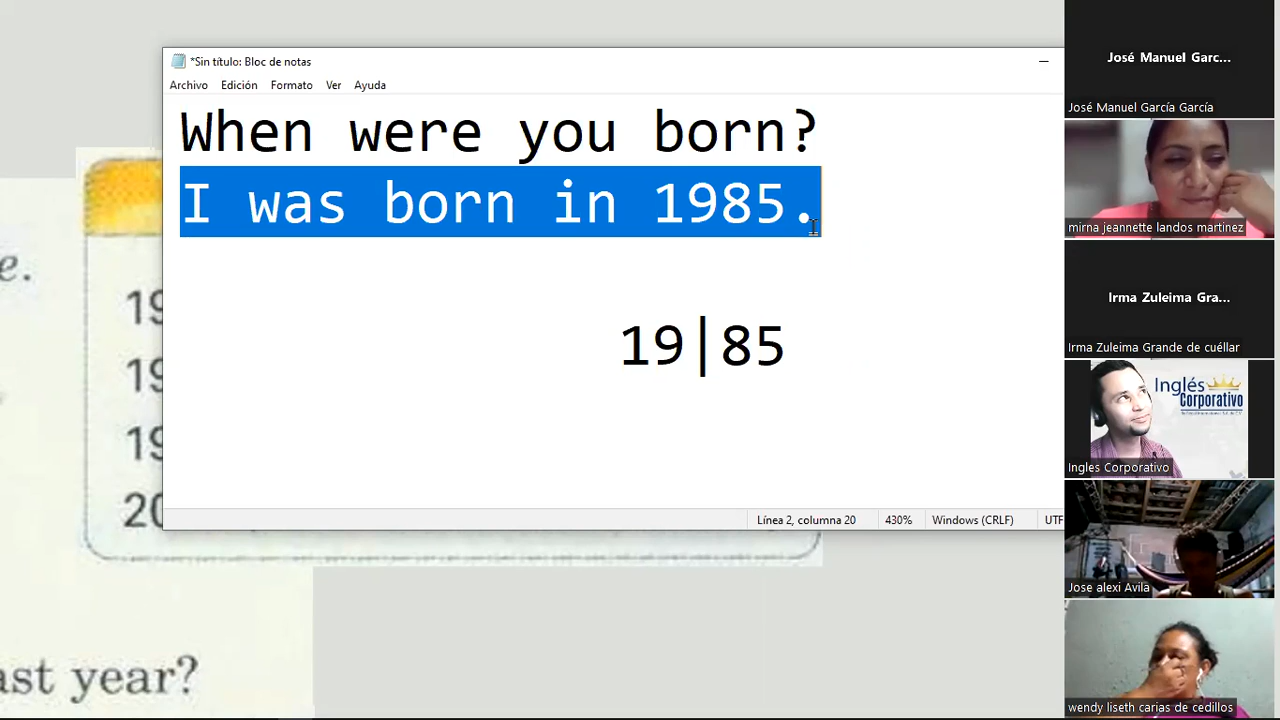 *Sin título: Bloc de notas
Archivo Edición Formato Ver Ayuda
When were you born?
I was born in 1985.
19|85
Línea 2, columna 20 430% Windows (CRLF) UTF
e.
19
19
19
20
ast year?
José Manuel Garc...
José Manuel García García
mirna jeannette landos martinez
Irma Zuleima Gra...
Irma Zuleima Grande de cuéllar
Inglés
Corporativo
Ingles Corporativo
Jose alexi Avila
wendy liseth carias de cedillos